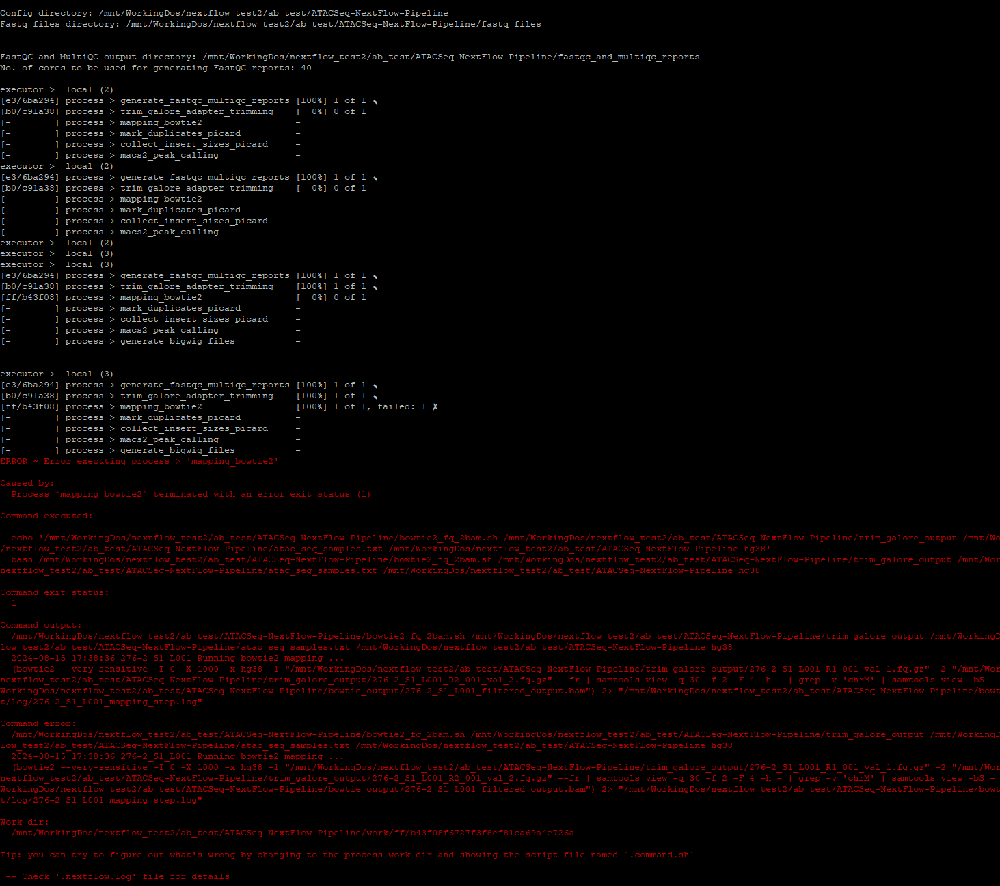 Config directory: /mnt/WorkingDos/nextflow_test2/ab_test/ATACSeq-NextFlow-Pipeline
Fastq files directory: /mnt/WorkingDos/nextflow_test2/ab_test/ATACSeq-NextFlow-Pipeline/fastq_files
FastQC and MultiQC output directory: /mnt/WorkingDos/nextflow_test2/ab_test/ATACSeq-NextFlow-Pipeline/fastqc_and_multiqc_reports
No. of cores to be used for generating FastQC reports: 40
executor >  local (2)
[e3/6ba294] process > generate_fastqc_multiqc_reports [100%] 1 of 1 ✔
[b0/c91a38] process > trim_galore_adapter_trimming    [  0%] 0 of 1
[-        ] process > mapping_bowtie2                 -
[-        ] process > mark_duplicates_picard          -
[-        ] process > collect_insert_sizes_picard     -
[-        ] process > macs2_peak_calling              -
executor >  local (2)
[e3/6ba294] process > generate_fastqc_multiqc_reports [100%] 1 of 1 ✔
[b0/c91a38] process > trim_galore_adapter_trimming    [  0%] 0 of 1
[-        ] process > mapping_bowtie2                 -
[-        ] process > mark_duplicates_picard          -
[-        ] process > collect_insert_sizes_picard     -
[-        ] process > macs2_peak_calling              -
executor >  local (2)
executor >  local (3)
executor >  local (3)
[e3/6ba294] process > generate_fastqc_multiqc_reports [100%] 1 of 1 ✔
[b0/c91a38] process > trim_galore_adapter_trimming    [100%] 1 of 1 ✔
[ff/b43f08] process > mapping_bowtie2                 [  0%] 0 of 1
[-        ] process > mark_duplicates_picard          -
[-        ] process > collect_insert_sizes_picard     -
[-        ] process > macs2_peak_calling              -
[-        ] process > generate_bigwig_files           -
executor >  local (3)
[e3/6ba294] process > generate_fastqc_multiqc_reports [100%] 1 of 1 ✔
[b0/c91a38] process > trim_galore_adapter_trimming    [100%] 1 of 1 ✔
[ff/b43f08] process > mapping_bowtie2                 [100%] 1 of 1, failed: 1 ✘
[-        ] process > mark_duplicates_picard          -
[-        ] process > collect_insert_sizes_picard     -
[-        ] process > macs2_peak_calling              -
[-        ] process > generate_bigwig_files           -
ERROR ~ Error executing process > 'mapping_bowtie2'
Caused by:
  Process `mapping_bowtie2` terminated with an error exit status (1)
Command executed:
  echo '/mnt/WorkingDos/nextflow_test2/ab_test/ATACSeq-NextFlow-Pipeline/bowtie2_fq_2bam.sh /mnt/WorkingDos/nextflow_test2/ab_test/ATACSeq-NextFlow-Pipeline/trim_galore_output /mnt/Wo
/nextflow_test2/ab_test/ATACSeq-NextFlow-Pipeline/atac_seq_samples.txt /mnt/WorkingDos/nextflow_test2/ab_test/ATACSeq-NextFlow-Pipeline hg38'
  bash /mnt/WorkingDos/nextflow_test2/ab_test/ATACSeq-NextFlow-Pipeline/bowtie2_fq_2bam.sh /mnt/WorkingDos/nextflow_test2/ab_test/ATACSeq-NextFlow-Pipeline/trim_galore_output /mnt/Wor
nextflow_test2/ab_test/ATACSeq-NextFlow-Pipeline/atac_seq_samples.txt /mnt/WorkingDos/nextflow_test2/ab_test/ATACSeq-NextFlow-Pipeline hg38
Command exit status:
  1
Command output:
  /mnt/WorkingDos/nextflow_test2/ab_test/ATACSeq-NextFlow-Pipeline/bowtie2_fq_2bam.sh /mnt/WorkingDos/nextflow_test2/ab_test/ATACSeq-NextFlow-Pipeline/trim_galore_output /mnt/WorkingD
low_test2/ab_test/ATACSeq-NextFlow-Pipeline/atac_seq_samples.txt /mnt/WorkingDos/nextflow_test2/ab_test/ATACSeq-NextFlow-Pipeline hg38
  2024-08-15 17:38:36 276-2_S1_L001 Running bowtie2 mapping ...
  (bowtie2 --very-sensitive -I 0 -X 1000 -x hg38 -1 "/mnt/WorkingDos/nextflow_test2/ab_test/ATACSeq-NextFlow-Pipeline/trim_galore_output/276-2_S1_L001_R1_001_val_1.fq.gz" -2 "/mnt/Wor
nextflow_test2/ab_test/ATACSeq-NextFlow-Pipeline/trim_galore_output/276-2_S1_L001_R2_001_val_2.fq.gz" --fr | samtools view -q 30 -f 2 -F 4 -h - | grep -v 'chrM' | samtools view -bS -
WorkingDos/nextflow_test2/ab_test/ATACSeq-NextFlow-Pipeline/bowtie_output/276-2_S1_L001_filtered_output.bam") 2> "/mnt/WorkingDos/nextflow_test2/ab_test/ATACSeq-NextFlow-Pipeline/bowt
t/log/276-2_S1_L001_mapping_step.log"
Command error:
  /mnt/WorkingDos/nextflow_test2/ab_test/ATACSeq-NextFlow-Pipeline/bowtie2_fq_2bam.sh /mnt/WorkingDos/nextflow_test2/ab_test/ATACSeq-NextFlow-Pipeline/trim_galore_output /mnt/WorkingD
low_test2/ab_test/ATACSeq-NextFlow-Pipeline/atac_seq_samples.txt /mnt/WorkingDos/nextflow_test2/ab_test/ATACSeq-NextFlow-Pipeline hg38
  2024-08-15 17:38:36 276-2_S1_L001 Running bowtie2 mapping ...
  (bowtie2 --very-sensitive -I 0 -X 1000 -x hg38 -1 "/mnt/WorkingDos/nextflow_test2/ab_test/ATACSeq-NextFlow-Pipeline/trim_galore_output/276-2_S1_L001_R1_001_val_1.fq.gz" -2 "/mnt/Wor
nextflow_test2/ab_test/ATACSeq-NextFlow-Pipeline/trim_galore_output/276-2_S1_L001_R2_001_val_2.fq.gz" --fr | samtools view -q 30 -f 2 -F 4 -h - | grep -v 'chrM' | samtools view -bS -
WorkingDos/nextflow_test2/ab_test/ATACSeq-NextFlow-Pipeline/bowtie_output/276-2_S1_L001_filtered_output.bam") 2> "/mnt/WorkingDos/nextflow_test2/ab_test/ATACSeq-NextFlow-Pipeline/bowt
t/log/276-2_S1_L001_mapping_step.log"
Work dir:
  /mnt/WorkingDos/nextflow_test2/ab_test/ATACSeq-NextFlow-Pipeline/work/ff/b43f08f6727f3f8ef81ca69a4e726a
Tip: you can try to figure out what's wrong by changing to the process work dir and showing the script file named `.command.sh`
 -- Check '.nextflow.log' file for details